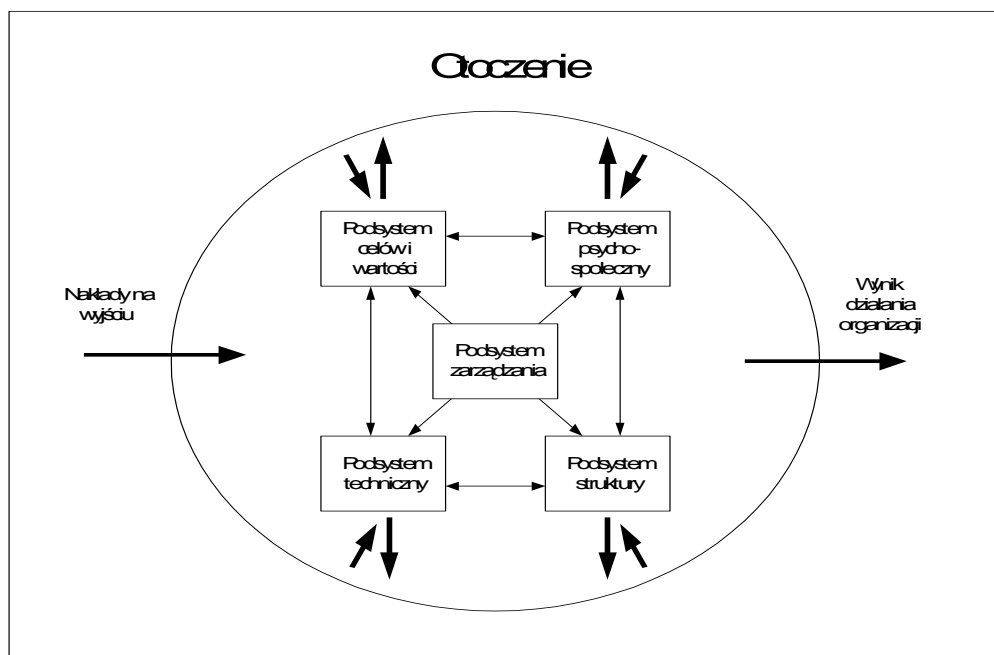 Otoczenie
Podsystem
celów i
wartości
Podsystem
psycho-
społeczny
Nakłady na
wyjściu
Wynik
działania
organizacji
Podsystem
zarządzania
Podsystem
techniczny
Podsystem
struktury